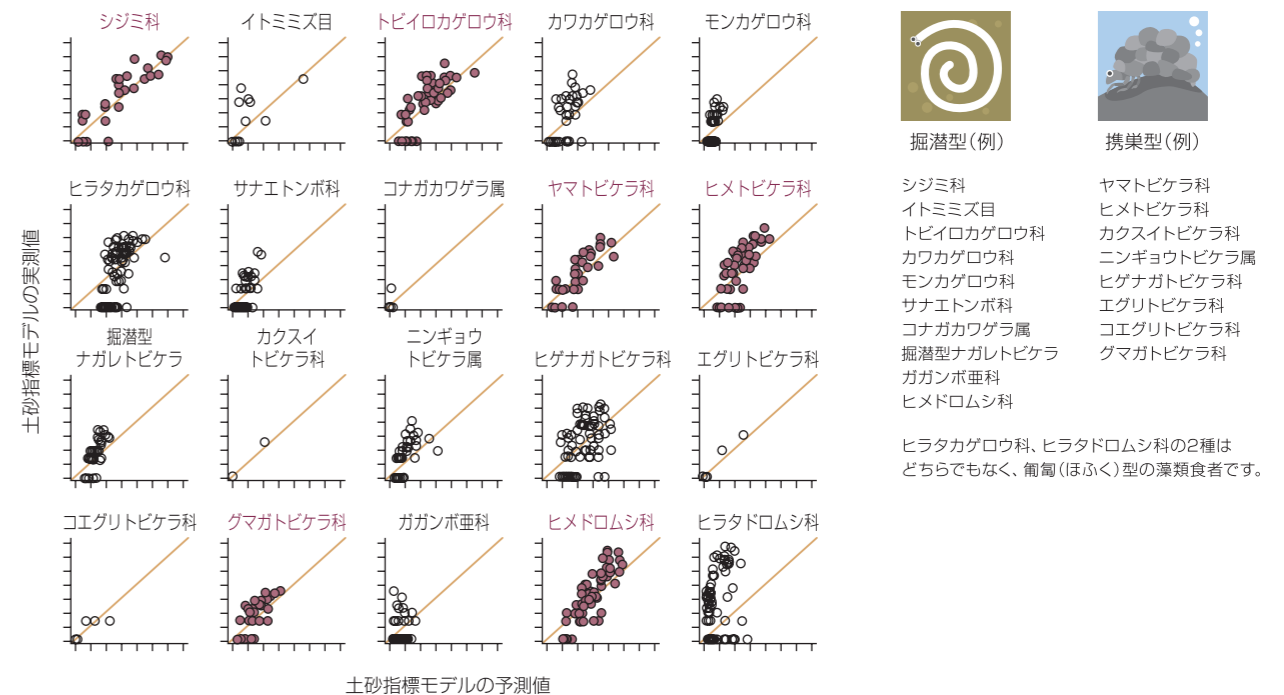 シジミ科
イトミミズ目
トビイロカゲロウ科
カワカゲロウ科
モンカゲロウ科
ヒラタカゲロウ科
サナエトンボ科
コナガカワゲラ属
ヤマトビケラ科
ヒメトビケラ科
掘潜型
ナガレトビケラ
カクスイ
トビケラ科
ニンギョウ
トビケラ属
ヒゲナガトビケラ科
エグリトビケラ科
コエグリトビケラ科
グマガトビケラ科
ガガンボ亜科
ヒメドロムシ科
ヒラタドロムシ科
土砂指標モデルの実測値
土砂指標モデルの予測値
掘潜型（例）
シジミ科
イトミミズ目
トビイロカゲロウ科
カワカゲロウ科
モンカゲロウ科
サナエトンボ科
コナガカワゲラ属
掘潜型ナガレトビケラ
ガガンボ亜科
ヒメドロムシ科
携巣型（例）
ヤマトビケラ科
ヒメトビケラ科
カクスイトビケラ科
ニンギョウトビケラ属
ヒゲナガトビケラ科
エグリトビケラ科
コエグリトビケラ科
グマガトビケラ科
ヒラタカゲロウ科、ヒラタドロムシ科の2種は
どちらでもなく、匍匐（ほふく）型の藻類食者です。